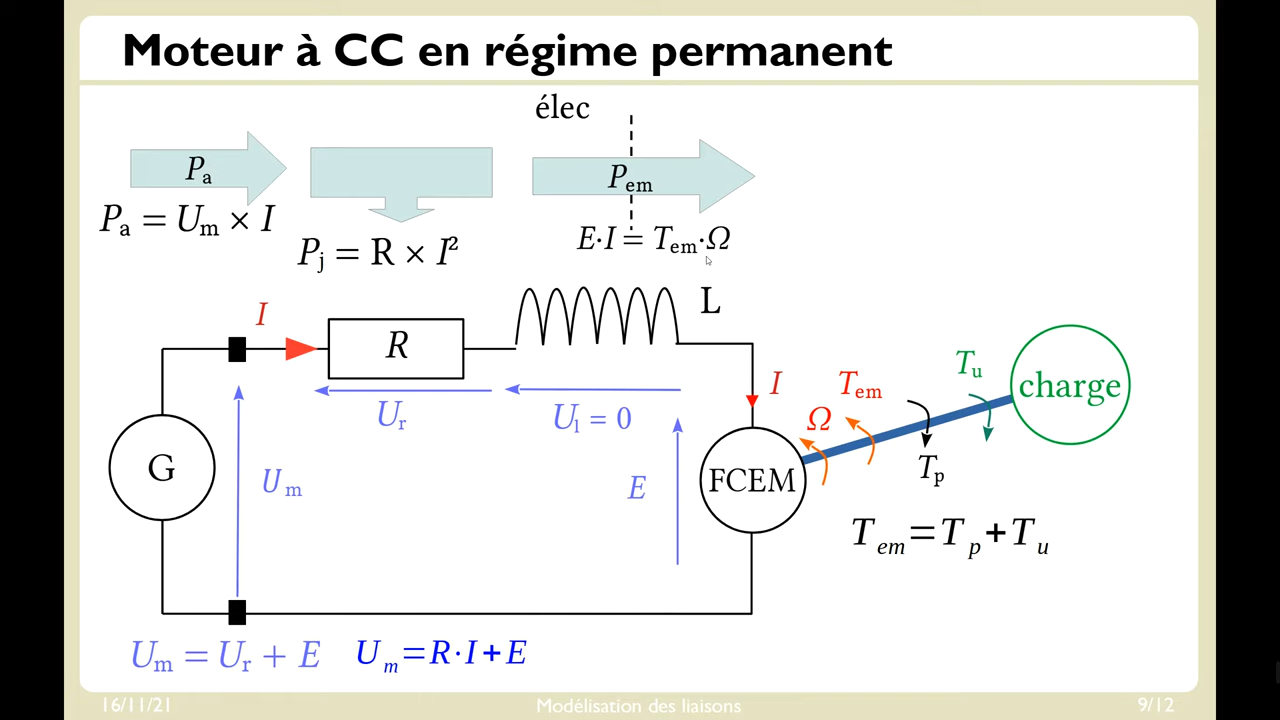 Moteur à CC en régime permanent
élec
Pa
Pem
Pa = Um × I
Pj = R × I²
E·I = Tem·Ω
I
R
L
Ur
Ul = 0
I
Tem
Ω
Tu
charge
Tp
G
Um
E
FCEM
Tem=Tp+Tu
Um = Ur + E
Um=R·I+E
16/11/21
Modélisation des liaisons
9/12